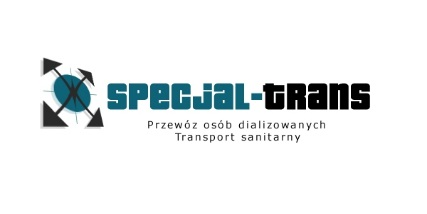 SPECJAL-TRANS
Przewóz osób dializowanych
Transport sanitarny